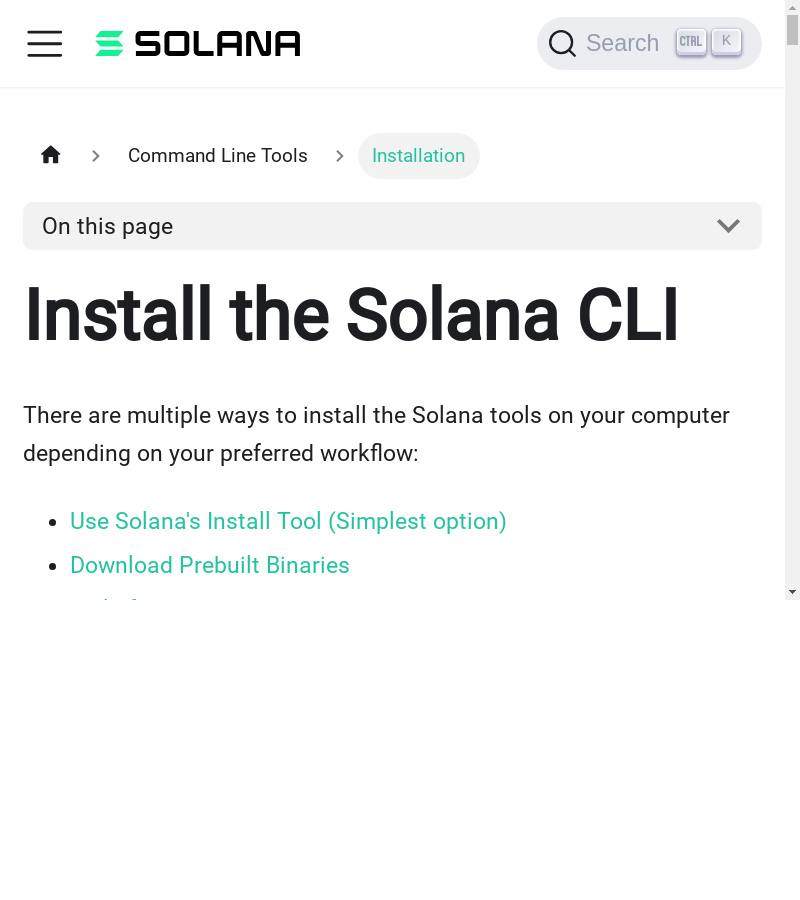 SOLANA
Search CTRL K
Command Line Tools
Installation
On this page
Install the Solana CLI
There are multiple ways to install the Solana tools on your computer
depending on your preferred workflow:
Use Solana's Install Tool (Simplest option)
Download Prebuilt Binaries